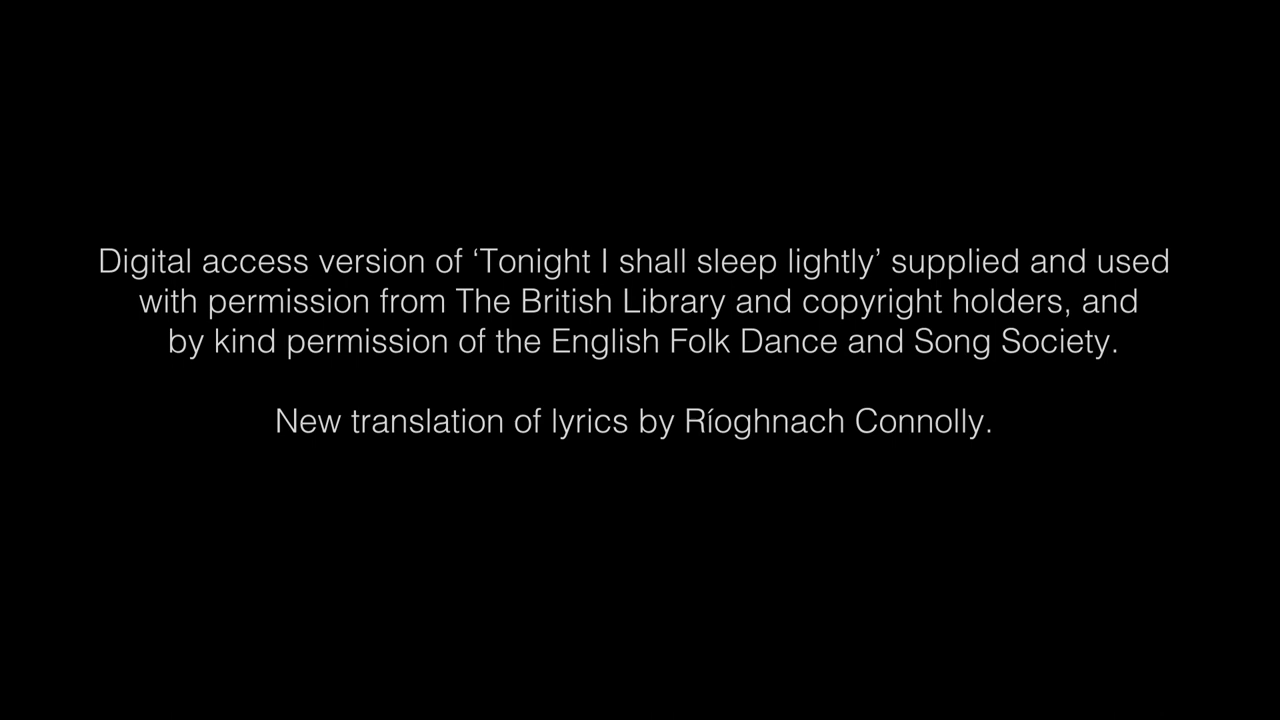 Digital access version of ‘Tonight I shall sleep lightly’ supplied and used
with permission from The British Library and copyright holders, and
by kind permission of the English Folk Dance and Song Society.
New translation of lyrics by Ríoghnach Connolly.